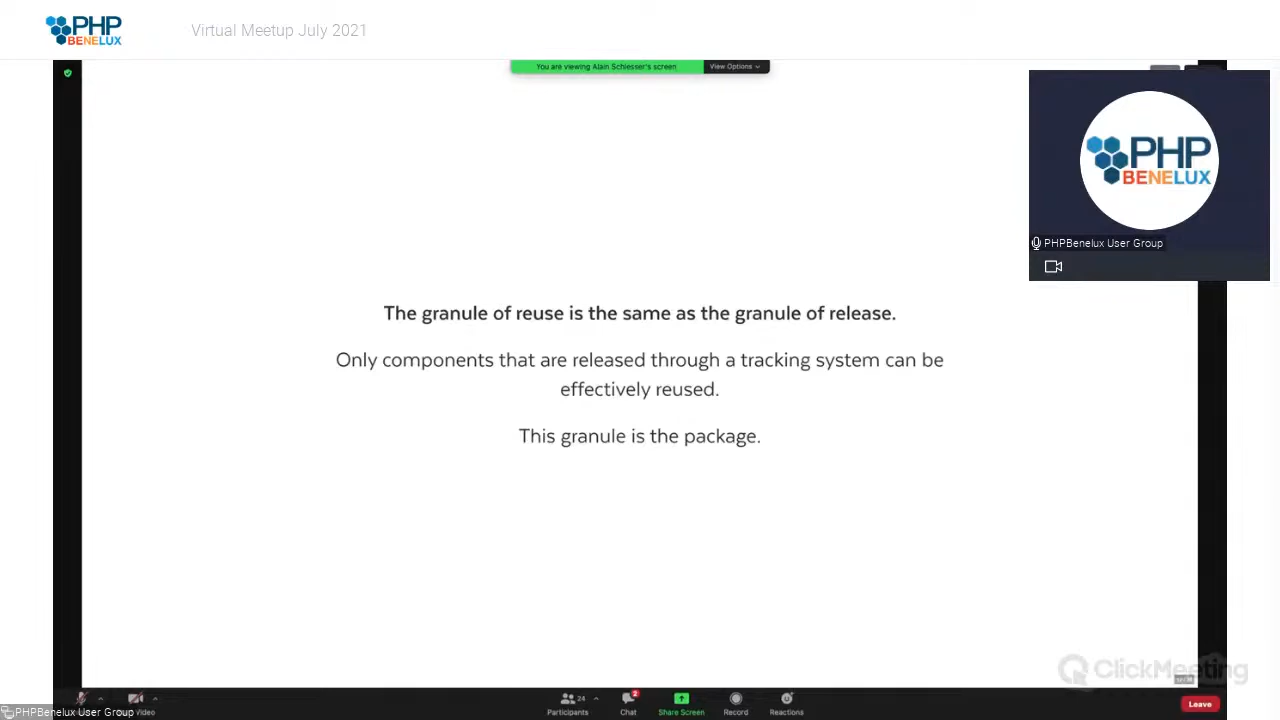 PHP
BENELUX
Virtual Meetup July 2021
You are viewing Alain Schlesser's screen
View Options
PHP
BENELUX
PHPBenelux User Group
The granule of reuse is the same as the granule of release.
Only components that are released through a tracking system can be
effectively reused.
This granule is the package.
ClickMeeting
24
2
Participants
Chat
Share Screen
Record
Reactions
Leave
PHPBenelux User Group
Video